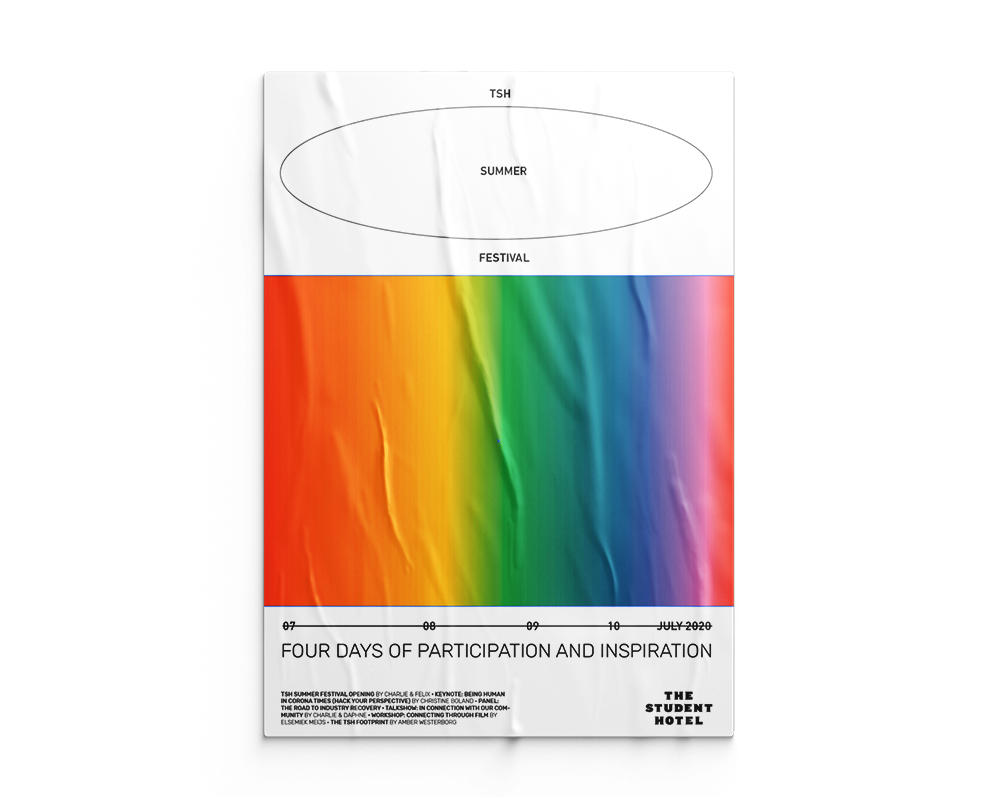 TSH
SUMMER
FESTIVAL
07 08 09 10 JULY 2020
FOUR DAYS OF PARTICIPATION AND INSPIRATION
TSH SUMMER FESTIVAL OPENING BY CHARLIE & FELIX • KEYNOTE: BEING HUMAN
IN CORONA TIMES (HACK YOUR PERSPECTIVE) BY CHRISTINE BOLAND • PANEL:
THE ROAD TO INDUSTRY RECOVERY • TALKSHOW: IN CONNECTION WITH OUR COM-
MUNITY BY CHARLIE & DAPHNE • WORKSHOP: CONNECTING THROUGH FILM BY
ELSEMIEK MEIJS • THE TSH FOOTPRINT BY AMBER WESTERBORG
THE
STUDENT
HOTEL